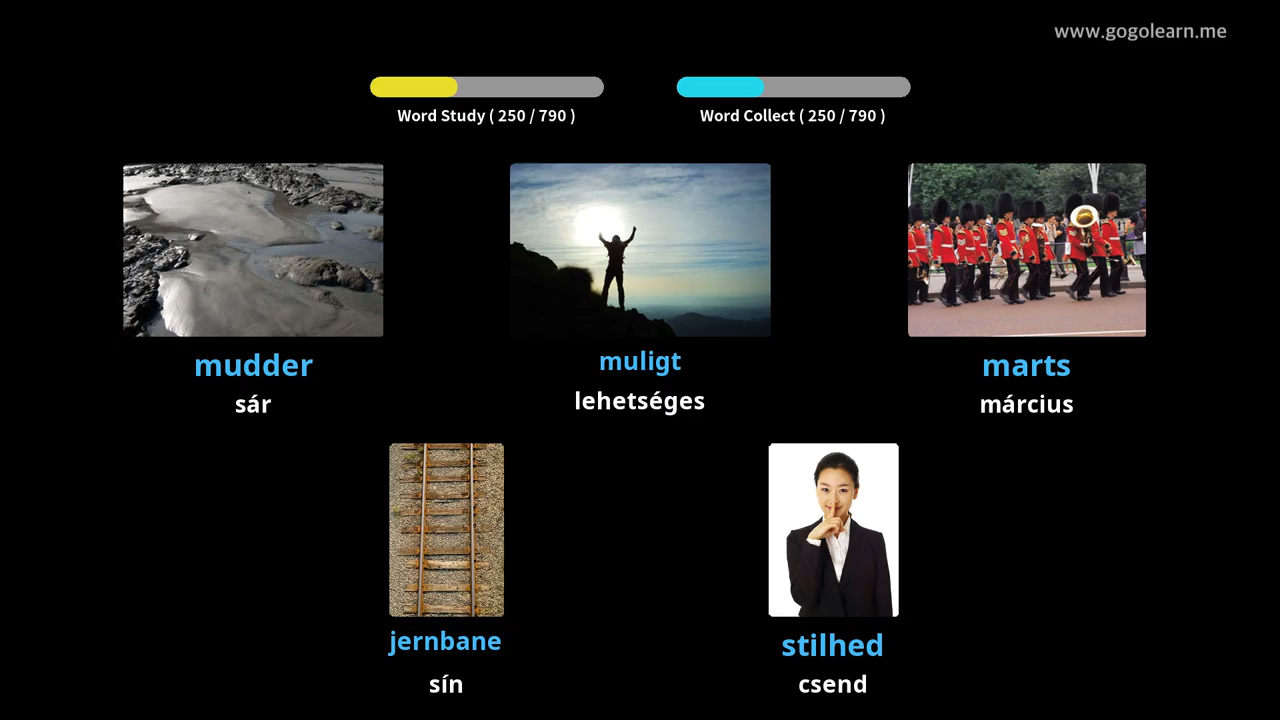 www.gogolearn.me
Word Study ( 250 / 790 )
Word Collect ( 250 / 790 )
mudder
sár
muligt
lehetséges
marts
március
jernbane
sín
stilhed
csend